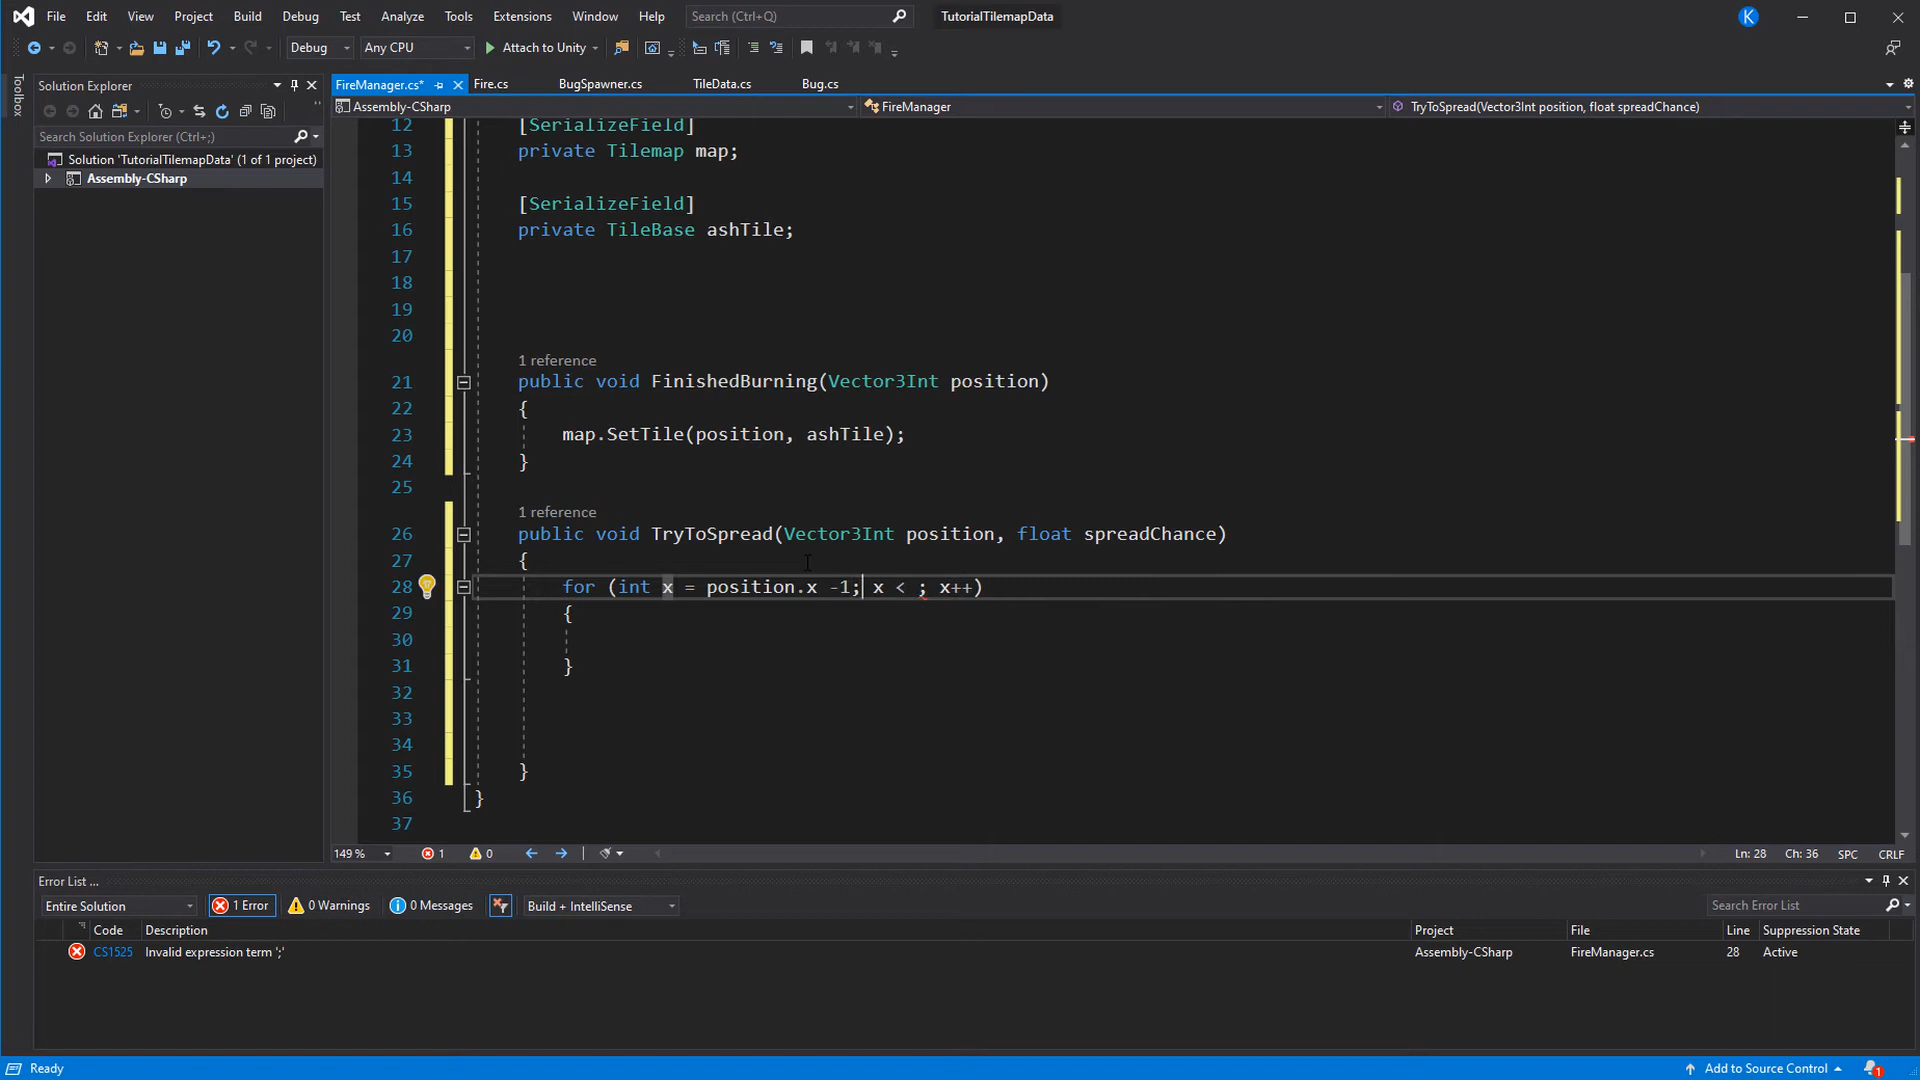 File Edit View Project Build Debug Test Analyze Tools Extensions Window Help Search (Ctrl+Q) TutorialTilemapData K
Debug Any CPU Attach to Unity
Toolbox
Solution Explorer
Search Solution Explorer (Ctrl+;)
Solution 'TutorialTilemapData' (1 of 1 project)
Assembly-CSharp
FireManager.cs* Fire.cs BugSpawner.cs TileData.cs Bug.cs
Assembly-CSharp FireManager TryToSpread(Vector3Int position, float spreadChance)
12 [SerializeField]
13 private Tilemap map;
14
15 [SerializeField]
16 private TileBase ashTile;
17
18
19
20
1 reference
21 public void FinishedBurning(Vector3Int position)
22 {
23 map.SetTile(position, ashTile);
24 }
25
1 reference
26 public void TryToSpread(Vector3Int position, float spreadChance)
27 {
28 for (int x = position.x -1; x < ; x++)
29 {
30
31 }
32
33
34
35 }
36 }
37
149 % 1 0 Ln: 28 Ch: 36 SPC CRLF
Error List ...
Entire Solution 1 Error 0 Warnings 0 Messages Build + IntelliSense Search Error List
Code Description Project File Line Suppression State
CS1525 Invalid expression term ';' Assembly-CSharp FireManager.cs 28 Active
Ready Add to Source Control 1